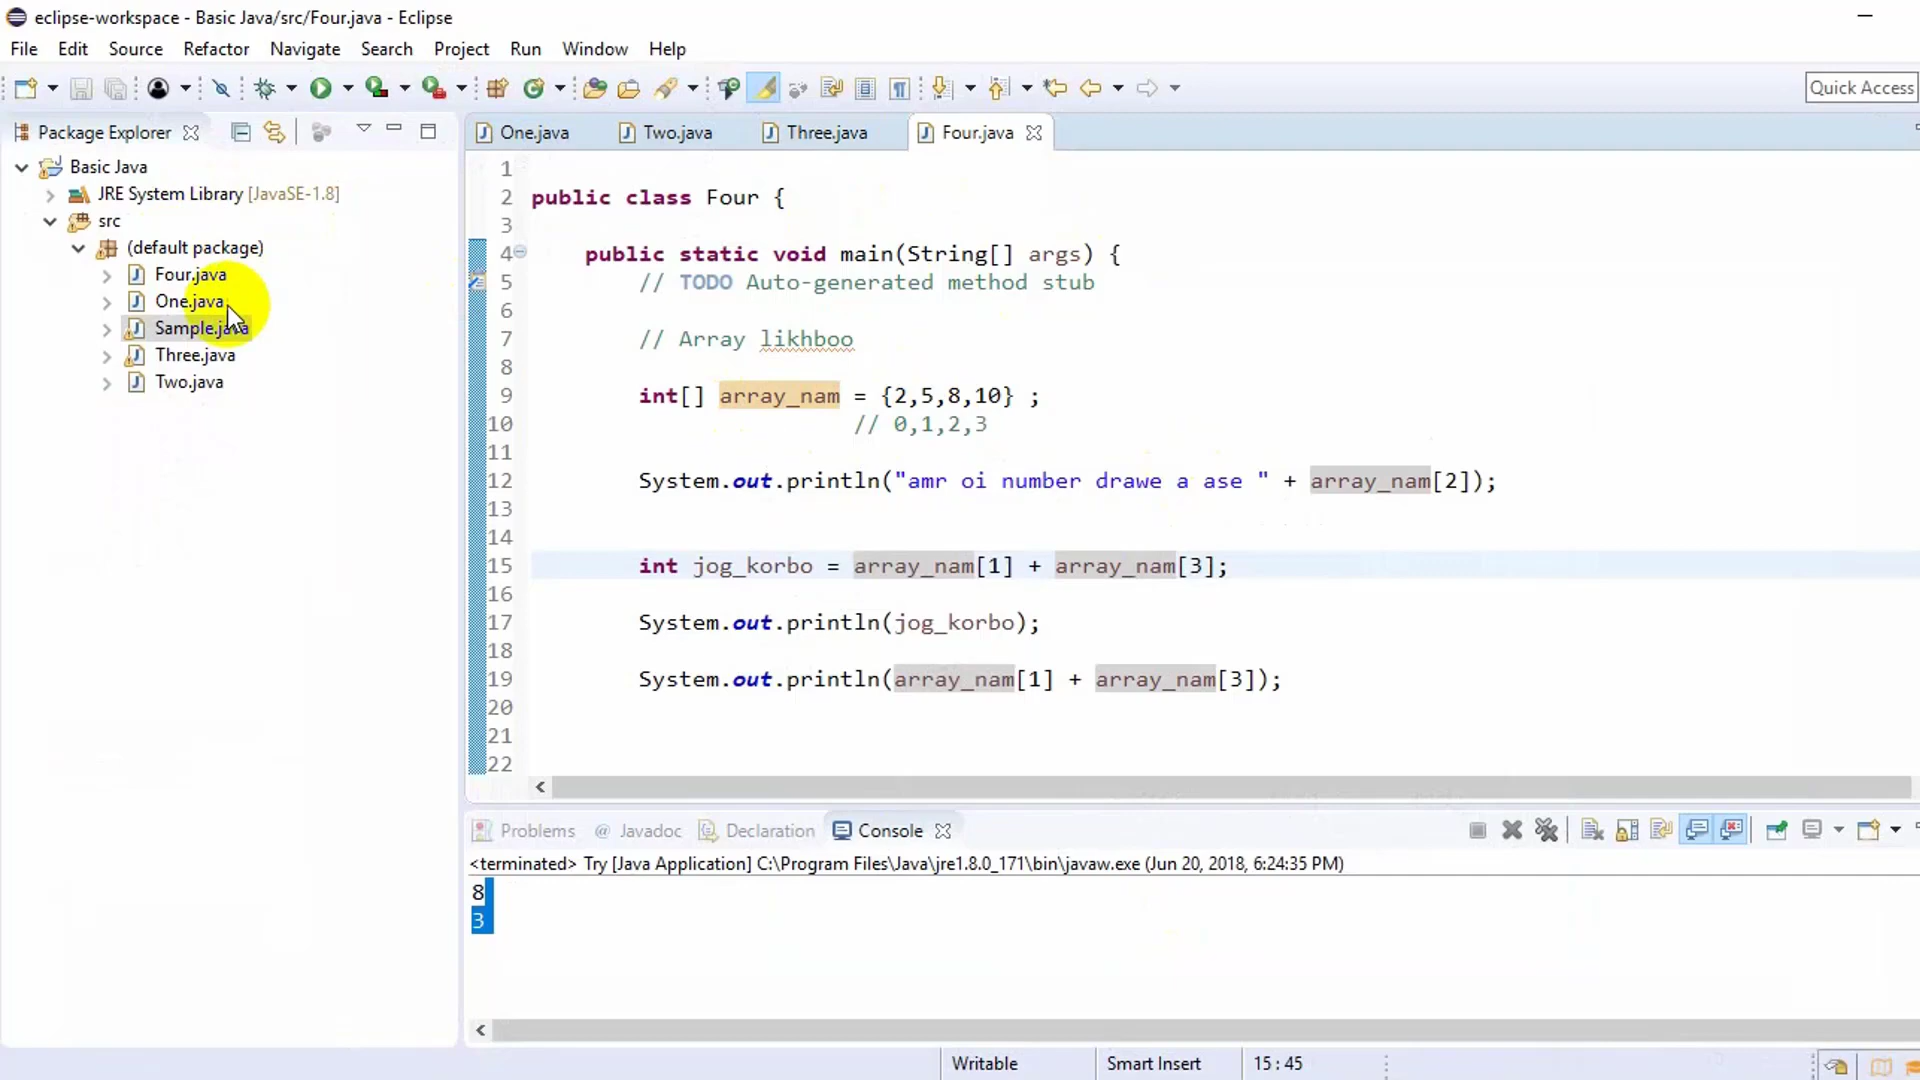 eclipse-workspace - Basic Java/src/Four.java - Eclipse
File Edit Source Refactor Navigate Search Project Run Window Help
Quick Access
Package Explorer
One.java Two.java Three.java Four.java
Basic Java
JRE System Library [JavaSE-1.8]
src
(default package)
Four.java
One.java
Sample.java
Three.java
Two.java
1
2 public class Four {
3
4 public static void main(String[] args) {
5 // TODO Auto-generated method stub
6
7 // Array likhboo
8
9 int[] array_nam = {2,5,8,10} ;
10 // 0,1,2,3
11
12 System.out.println("amr oi number drawe a ase " + array_nam[2]);
13
14
15 int jog_korbo = array_nam[1] + array_nam[3];
16
17 System.out.println(jog_korbo);
18
19 System.out.println(array_nam[1] + array_nam[3]);
20
21
22
Problems @ Javadoc Declaration Console
<terminated> Try [Java Application] C:\Program Files\Java\jre1.8.0_171\bin\javaw.exe (Jun 20, 2018, 6:24:35 PM)
8
3
Writable Smart Insert 15 : 45